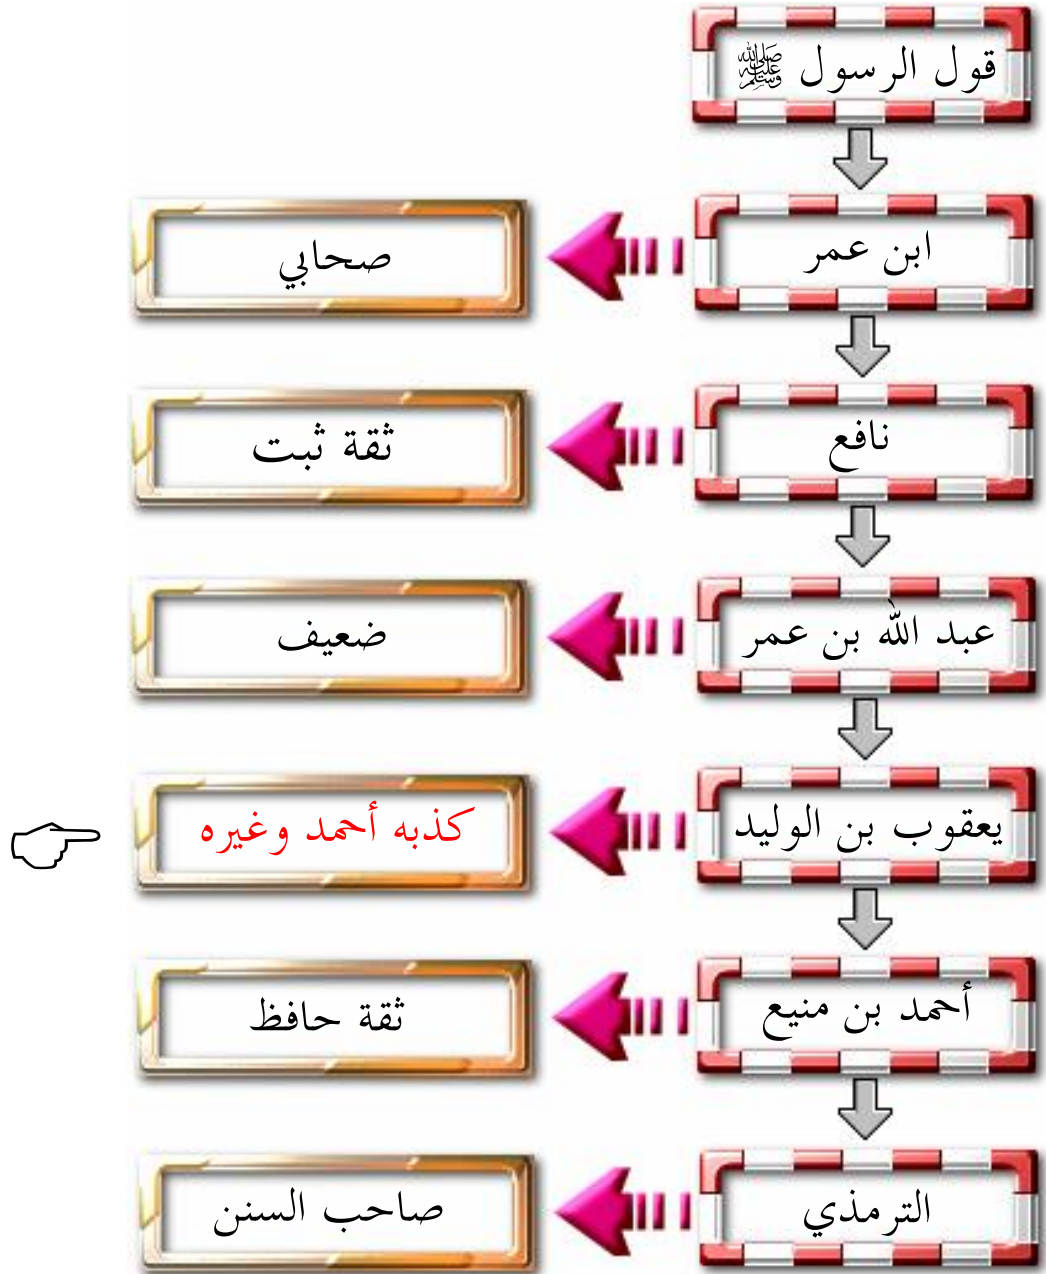 قول الرسول ﷺ
ابن عمر
صحابي
نافع
ثقة ثبت
عبد الله بن عمر
ضعيف
يعقوب بن الوليد
كذبه أحمد وغيره
أحمد بن منيع
ثقة حافظ
الترمذي
صاحب السنن